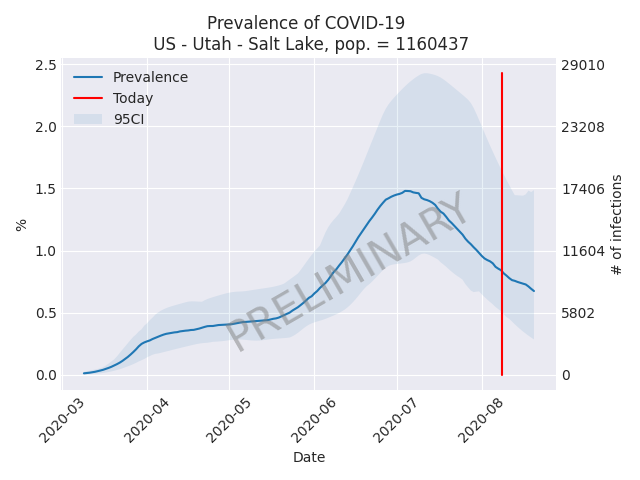 Prevalence of COVID-19
US - Utah - Salt Lake, pop. = 1160437
Prevalence
Today
95CI
PRELIMINARY
%
2.5
2.0
1.5
1.0
0.5
0.0
29010
23208
17406
11604
5802
0
# of infections
2020-03
2020-04
2020-05
2020-06
2020-07
2020-08
Date